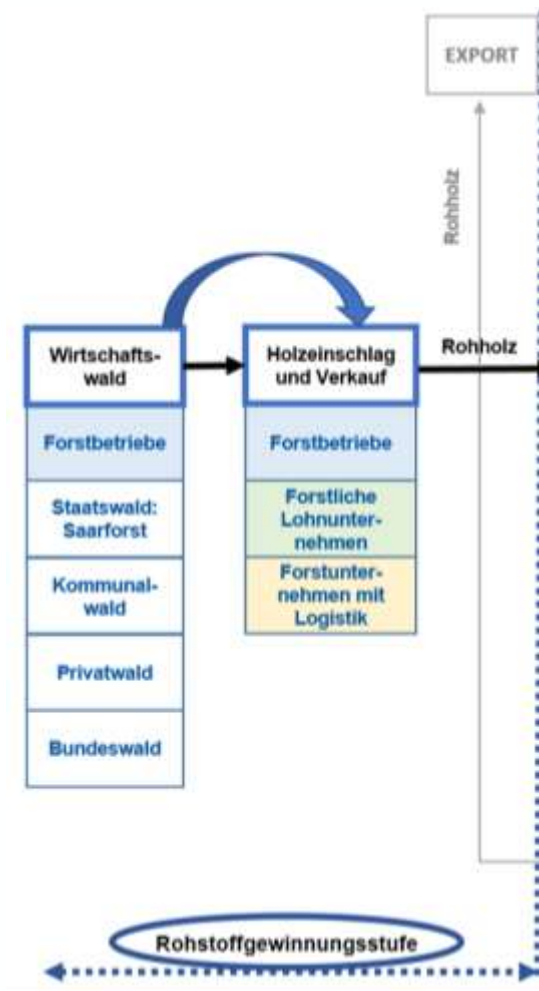 EXPORT
Rohholz
Wirtschafts-
wald
Forstbetriebe
Staatswald:
Saarforst
Kommunal-
wald
Privatwald
Bundeswald
Holzeinschlag
und Verkauf
Forstbetriebe
Forstliche
Lohnunter-
nehmen
Forstunter-
nehmen mit
Logistik
Rohholz
Rohstoffgewinnungsstufe